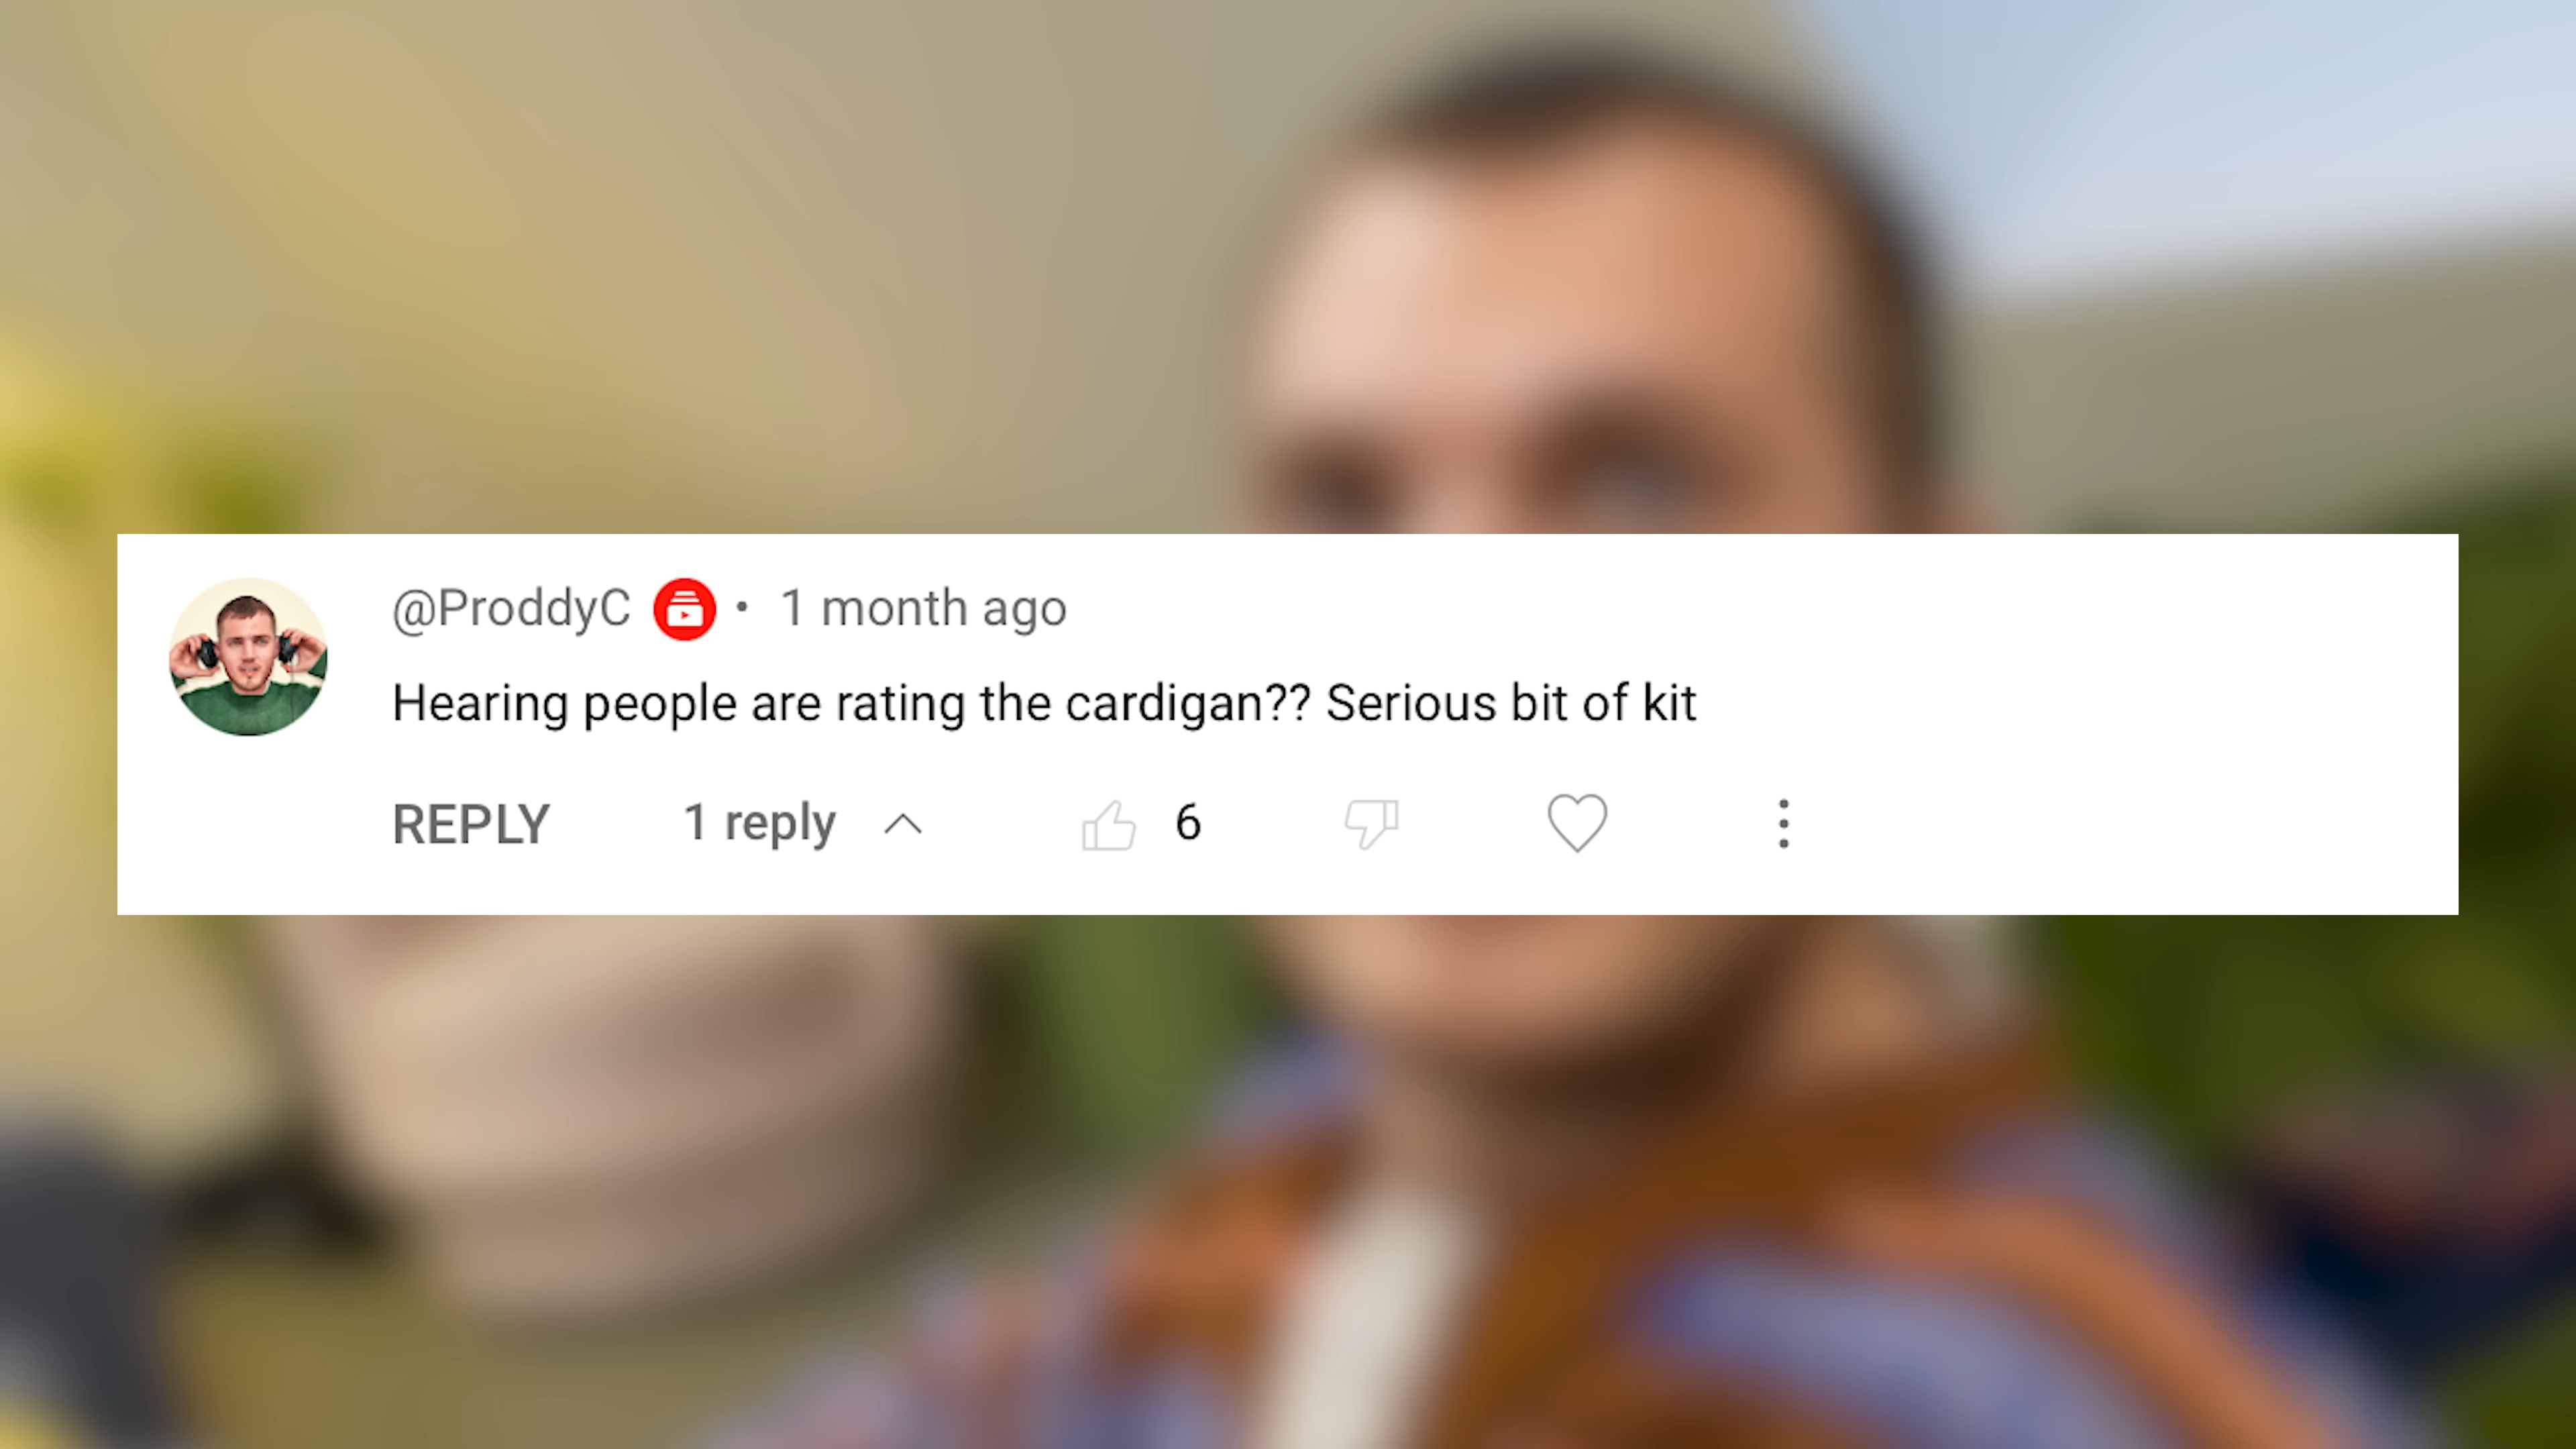 @ProddyC • 1 month ago
Hearing people are rating the cardigan?? Serious bit of kit
REPLY 1 reply 6